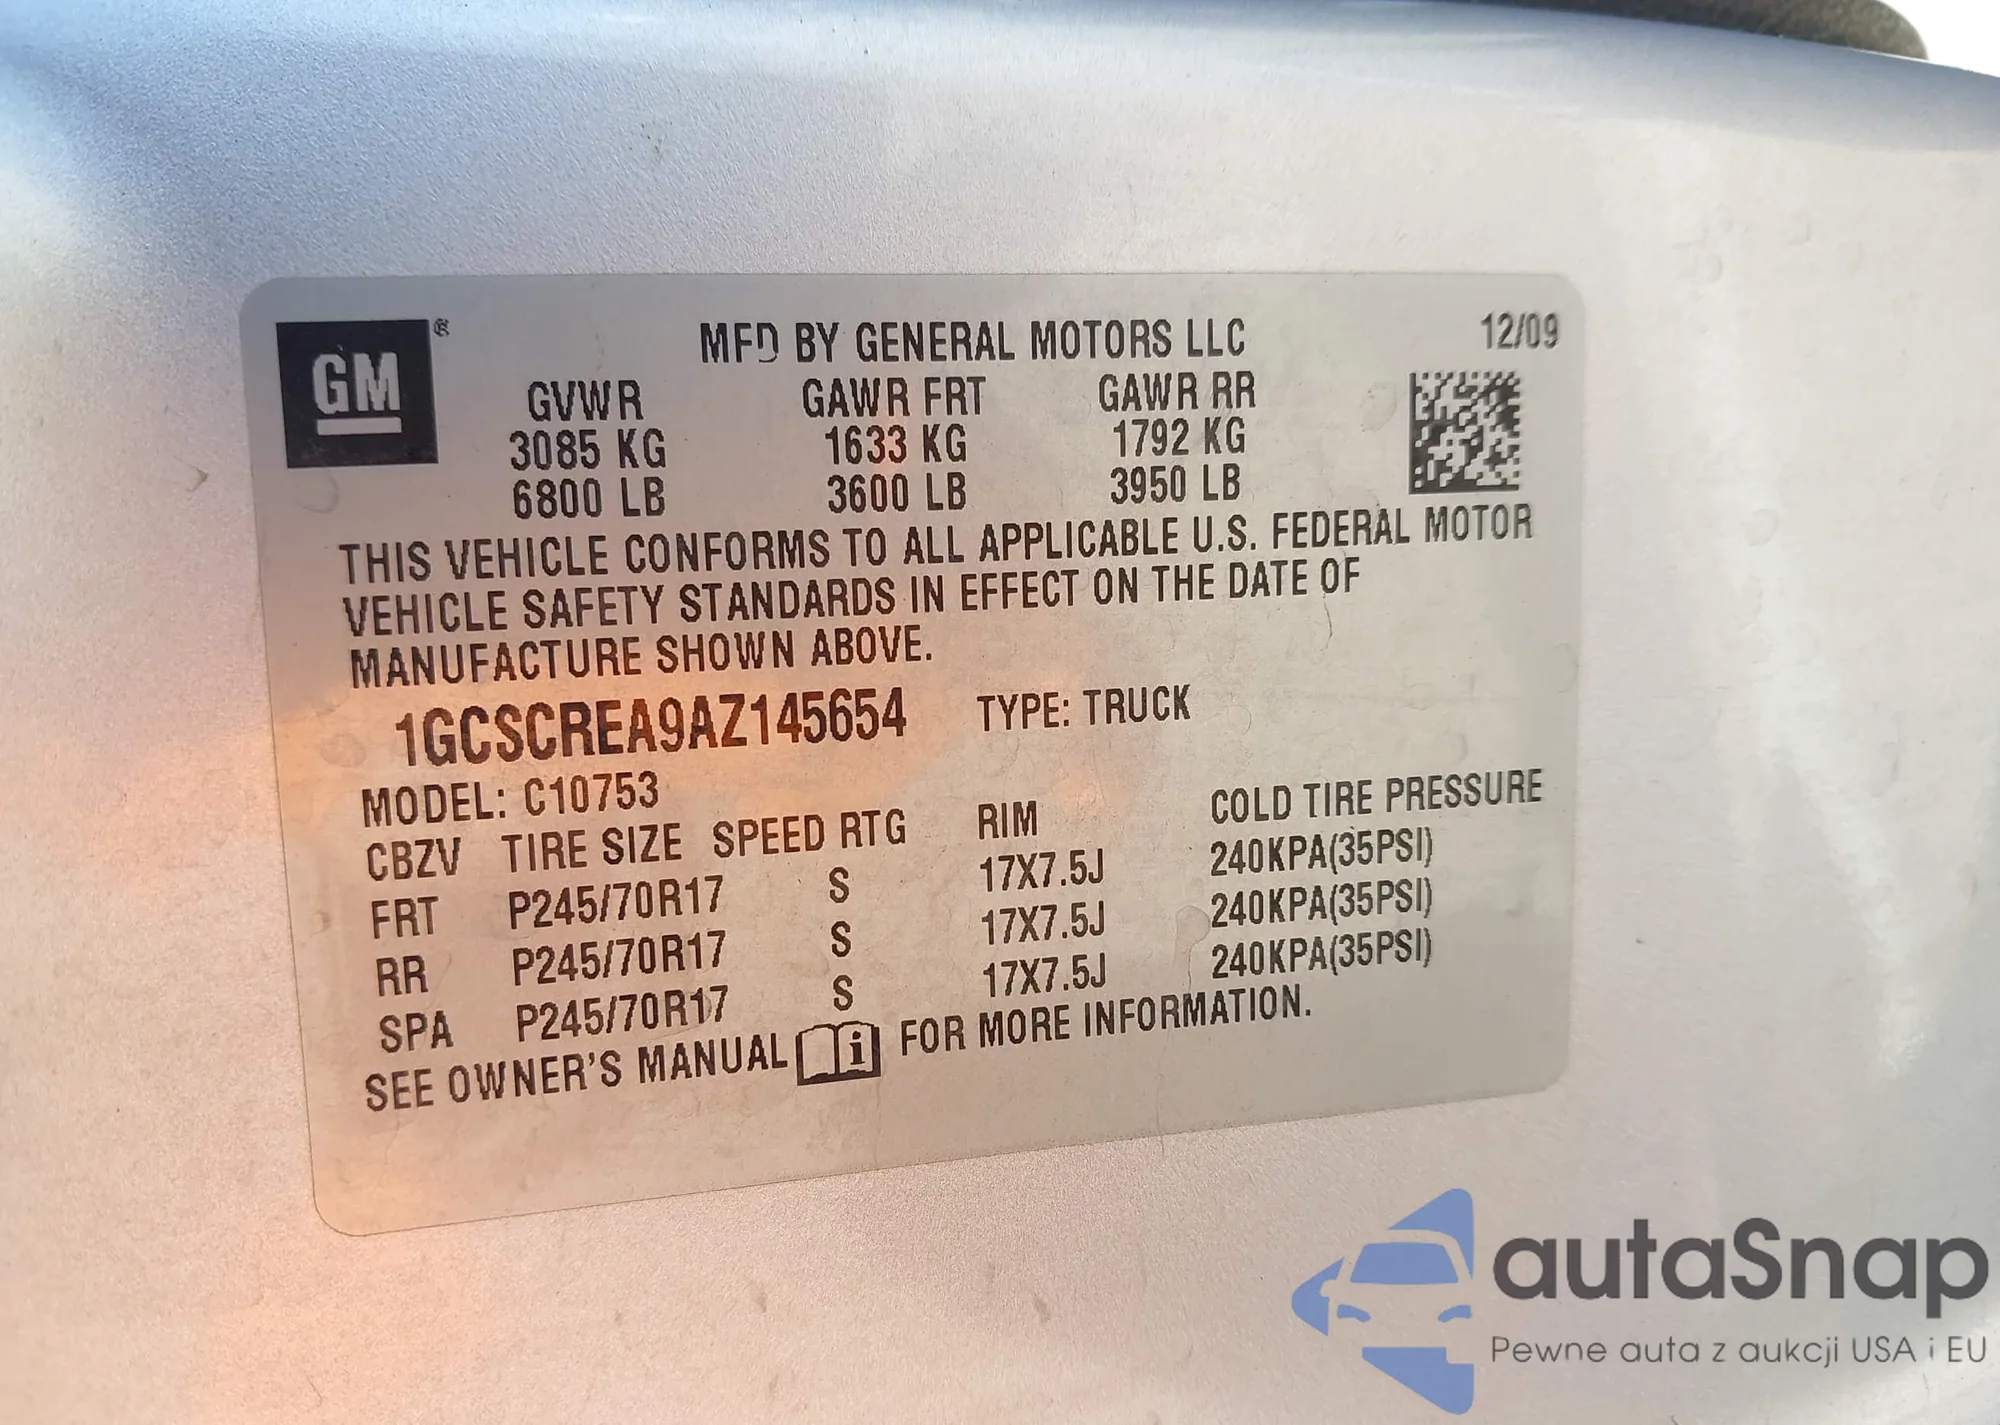 GM®
MFD BY GENERAL MOTORS LLC 12/09
GVWR GAWR FRT GAWR RR
3085 KG 1633 KG 1792 KG
6800 LB 3600 LB 3950 LB
THIS VEHICLE CONFORMS TO ALL APPLICABLE U.S. FEDERAL MOTOR
VEHICLE SAFETY STANDARDS IN EFFECT ON THE DATE OF
MANUFACTURE SHOWN ABOVE.
1GCSCREA9AZ145654 TYPE: TRUCK
MODEL: C10753
CBZV TIRE SIZE SPEED RTG RIM COLD TIRE PRESSURE
FRT P245/70R17 S 17X7.5J 240KPA(35PSI)
RR P245/70R17 S 17X7.5J 240KPA(35PSI)
SPA P245/70R17 S 17X7.5J 240KPA(35PSI)
SEE OWNER'S MANUAL i FOR MORE INFORMATION.
autaSnap
Pewne auta z aukcji USA i EU